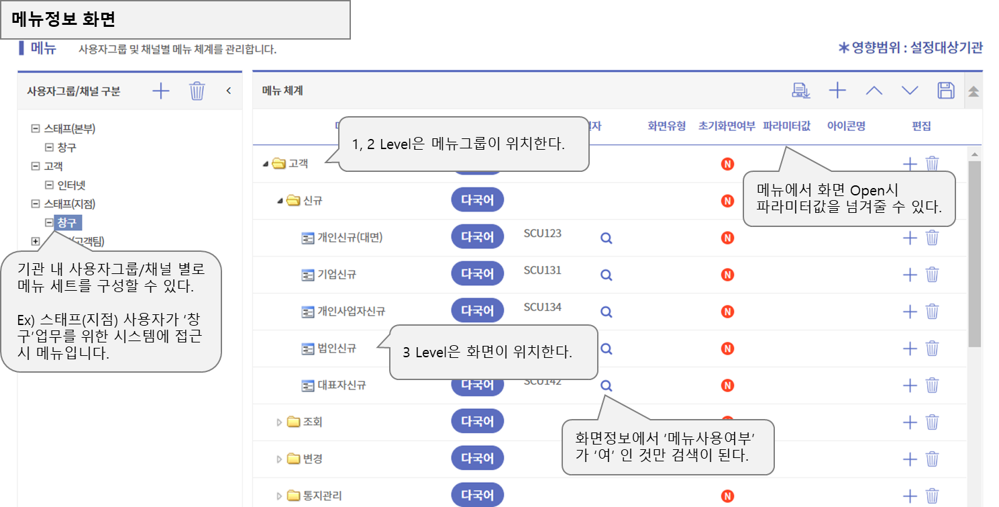 메뉴정보 화면
메뉴
사용자그룹 및 채널별 메뉴 체계를 관리합니다.
영향범위 : 설정대상기관
사용자그룹/채널 구분
스태프(본부)
창구
고객
인터넷
스태프(지점)
창구
(고객팀)
기관 내 사용자그룹/채널 별로
메뉴 세트를 구성할 수 있다.
Ex) 스태프(지점) 사용자가 ‘창
구’업무를 위한 시스템에 접근
시 메뉴입니다.
메뉴 체계
화면유형 초기화면여부 파라미터값 아이콘명 편집
1, 2 Level은 메뉴그룹이 위치한다.
고객 N
메뉴에서 화면 Open시
파라미터값을 넘겨줄 수 있다.
신규 다국어 N
개인신규(대면) 다국어 SCU123 N
기업신규 다국어 SCU131 N
개인사업자신규 다국어 SCU134 N
법인신규 N
3 Level은 화면이 위치한다.
대표자신규 다국어 SCU142 N
화면정보에서 ‘메뉴사용여부’
가 ‘여’ 인 것만 검색이 된다.
조회 다국어
변경 다국어
통지관리 다국어 N